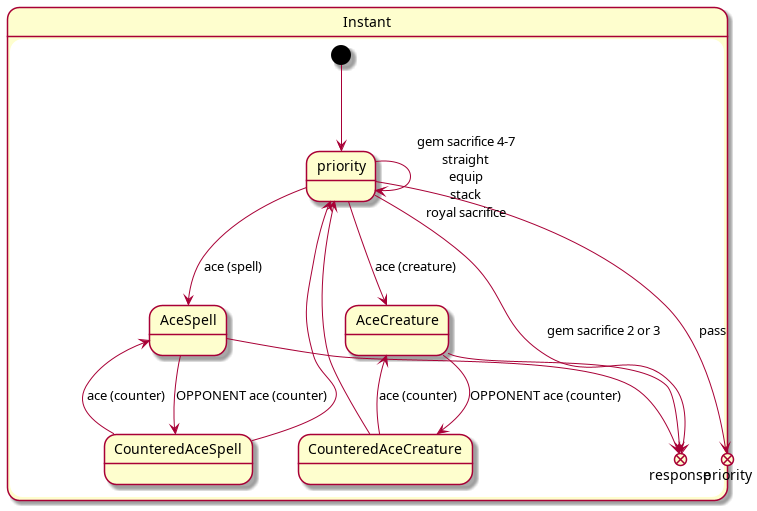 Instant
gem sacrifice 4-7
straight
priority
equip
stack
royal sacrifice
ace (spell)
ace (creature)
AceSpell
AceCreature
gem sacrifice 2 or 3
pass
ace (counter)
OPPONENT ace (counter)
ace (counter)
OPPONENT ace (counter)
CounteredAceSpell
CounteredAceCreature
response
priority